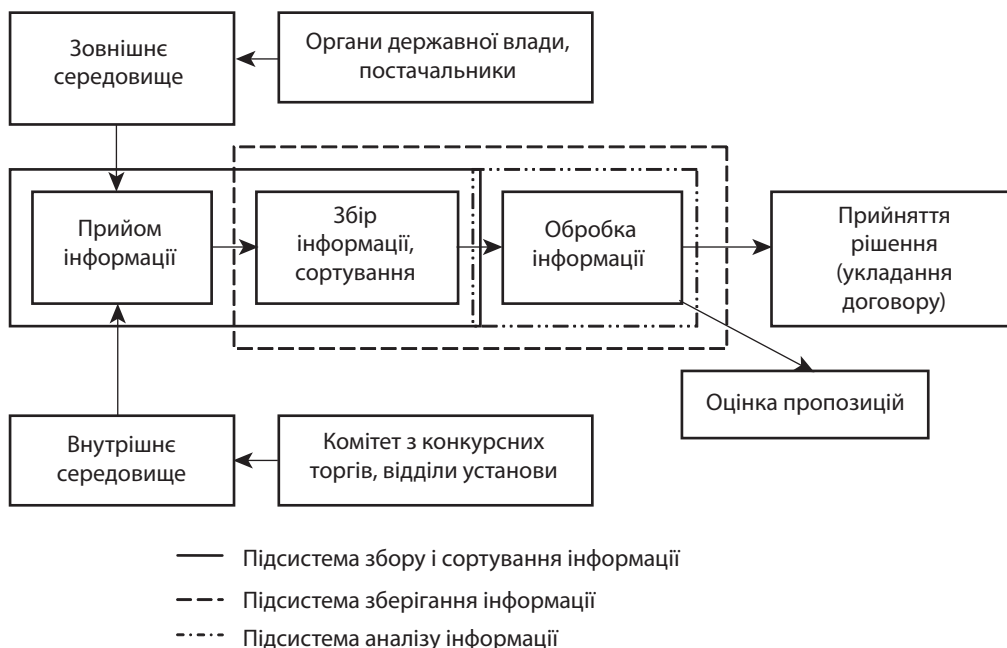 Зовнішнє
середовище
Органи державної влади,
постачальники
Прийом
інформації
Збір
інформації,
сортування
Обробка
інформації
Прийняття
рішення
(укладання
договору)
Оцінка пропозицій
Внутрішнє
середовище
Комітет з конкурсних
торгів, відділи установи
Підсистема збору і сортування інформації
Підсистема зберігання інформації
Підсистема аналізу інформації